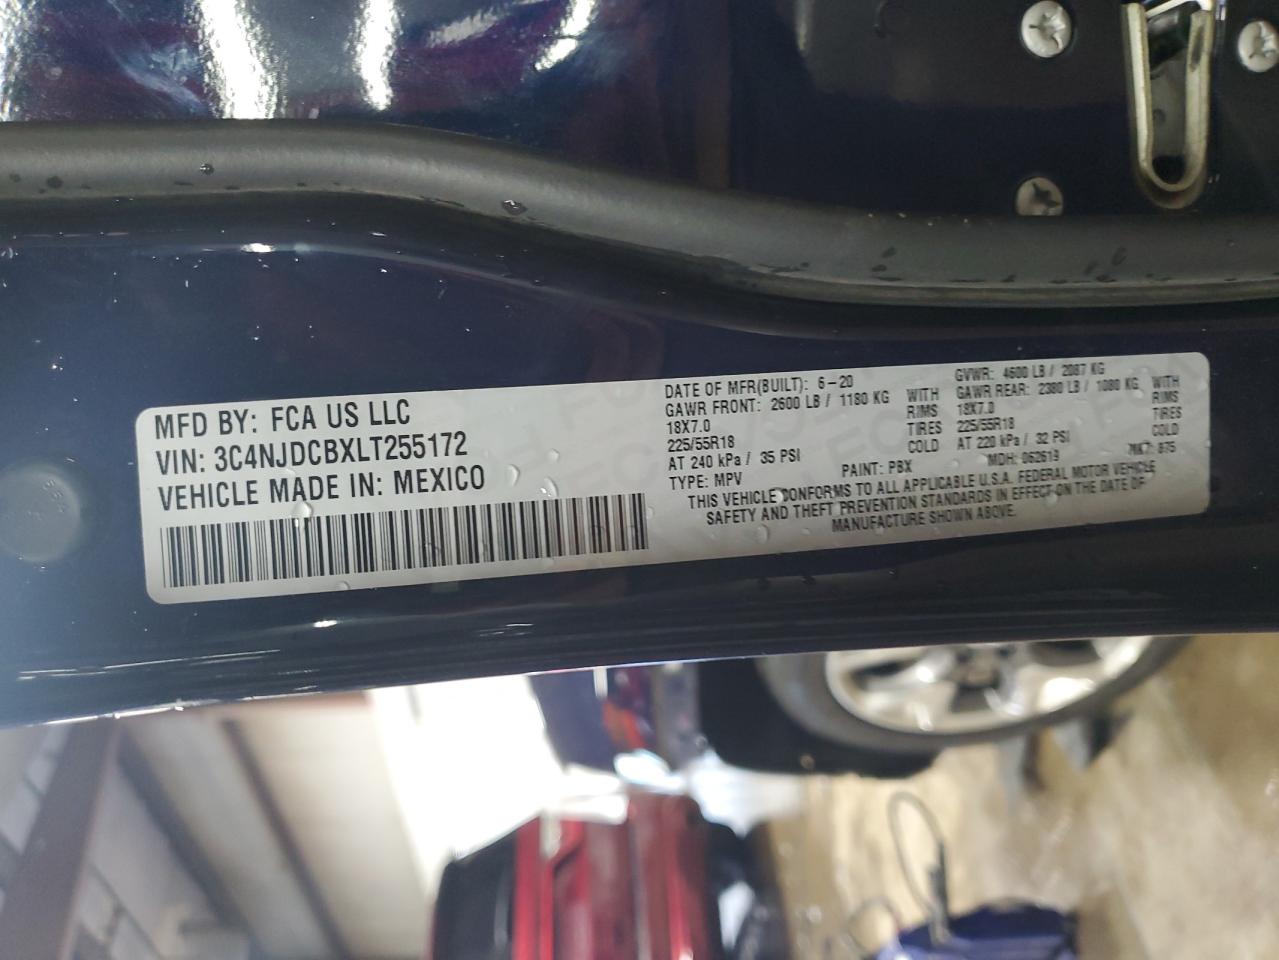 MFD BY: FCA US LLC
VIN: 3C4NJDCBXLT255172
VEHICLE MADE IN: MEXICO
DATE OF MFR(BUILT): 6-20
GAWR FRONT: 2600 LB / 1180 KG WITH
18X7.0 RIMS
225/55R18 TIRES
AT 240 kPa / 35 PSI COLD
TYPE: MPV
PAINT: PBX
GVWR: 4600 LB / 2087 KG
GAWR REAR: 2380 LB / 1080 KG WITH
18X7.0 RIMS
225/55R18 TIRES
AT 220 kPa / 32 PSI COLD
MDH: 062619
875
THIS VEHICLE CONFORMS TO ALL APPLICABLE U.S.A. FEDERAL MOTOR VEHICLE
SAFETY AND THEFT PREVENTION STANDARDS IN EFFECT ON THE DATE OF
MANUFACTURE SHOWN ABOVE.